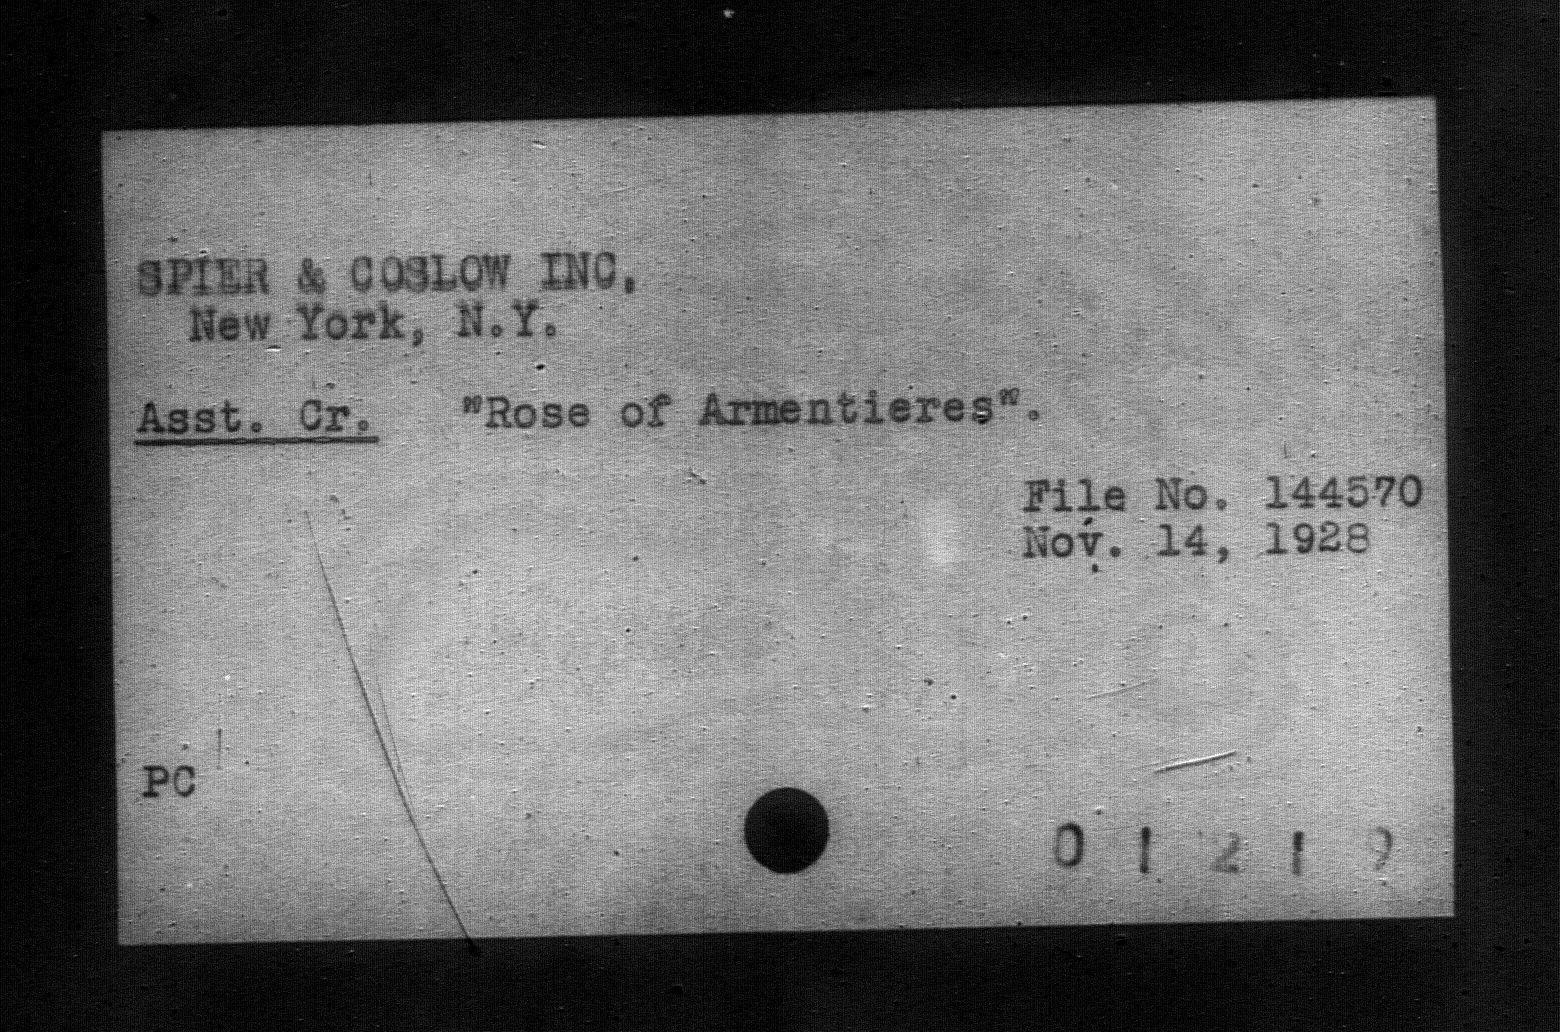 SPIER & COSLOW INC.
New York, N.Y.
Asst. Cr. "Rose of Armentieres".
File No. 144570
Nov. 14, 1928
PC
0 1 2 1 9